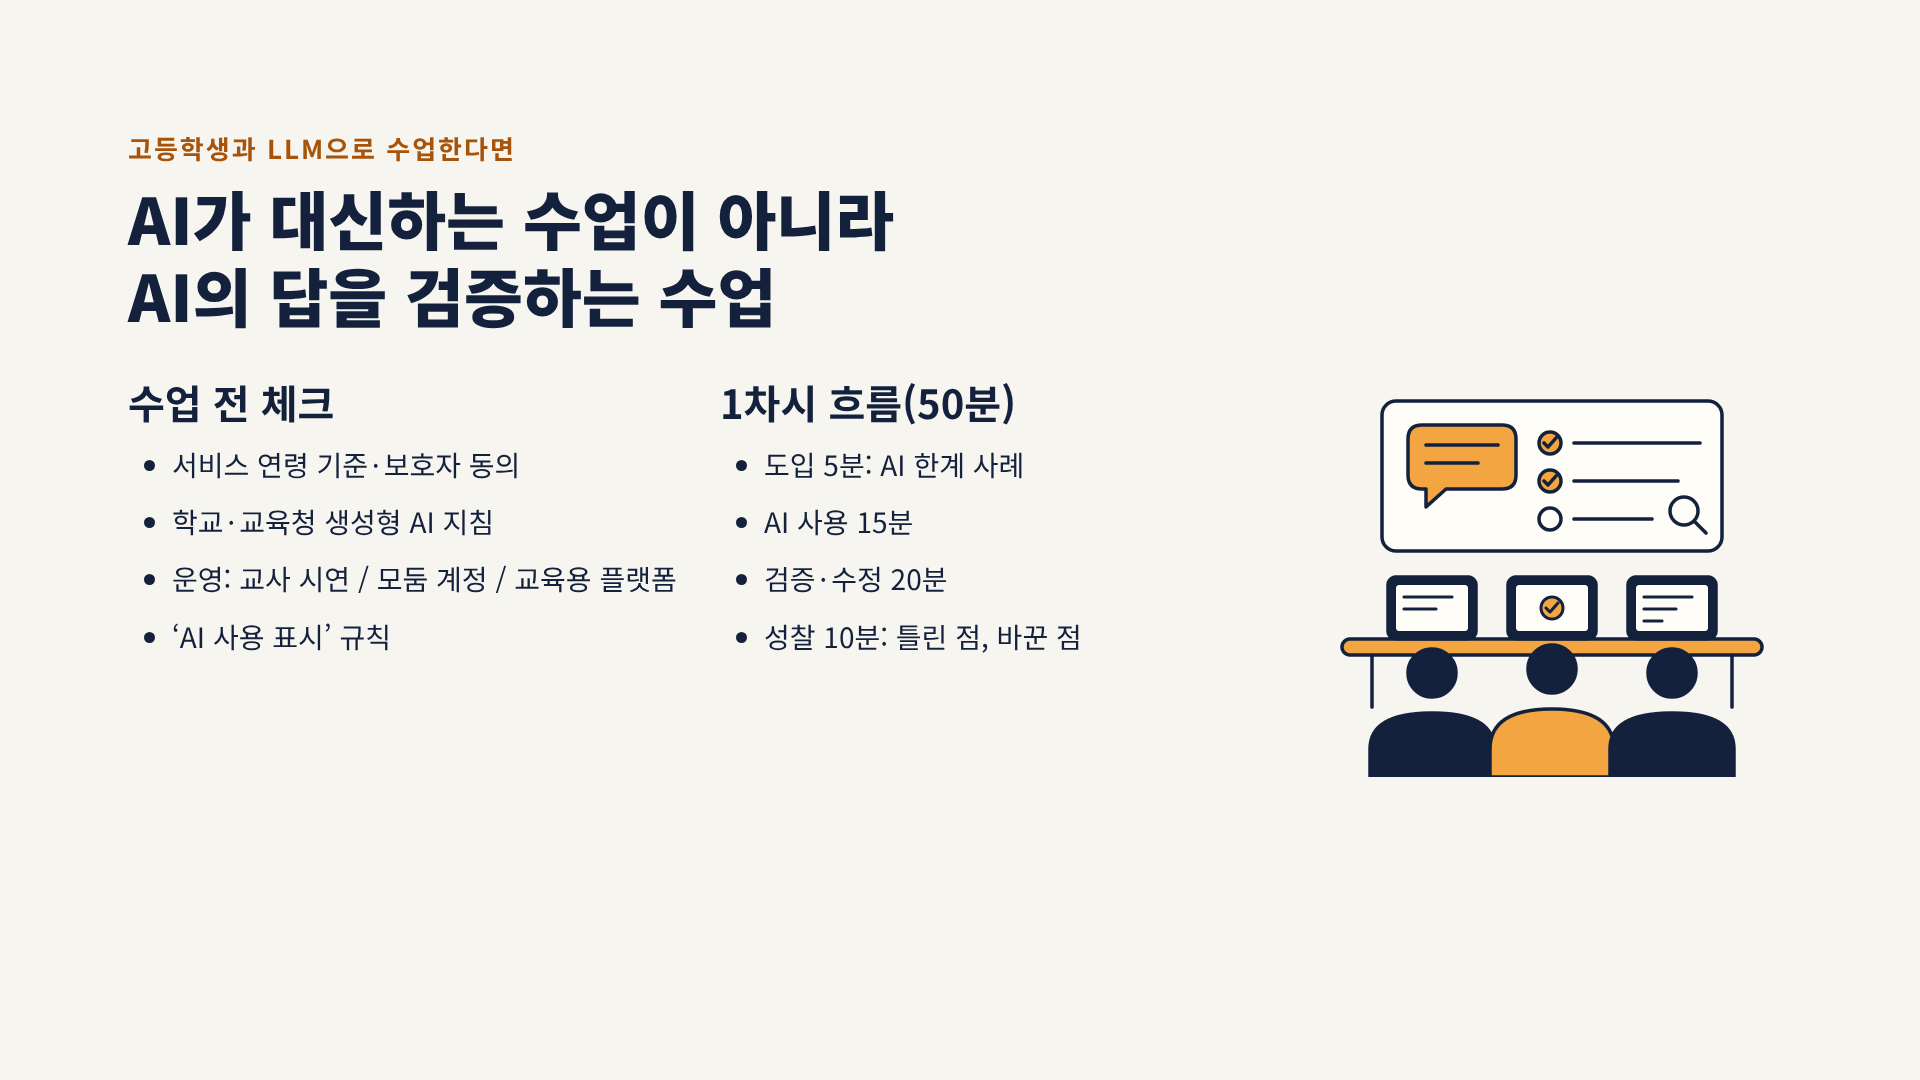 고등학생과 LLM으로 수업한다면
AI가 대신하는 수업이 아니라
AI의 답을 검증하는 수업
수업 전 체크
• 서비스 연령 기준·보호자 동의
• 학교·교육청 생성형 AI 지침
• 운영: 교사 시연 / 모둠 계정 / 교육용 플랫폼
• ‘AI 사용 표시’ 규칙
1차시 흐름(50분)
• 도입 5분: AI 한계 사례
• AI 사용 15분
• 검증·수정 20분
• 성찰 10분: 틀린 점, 바꾼 점